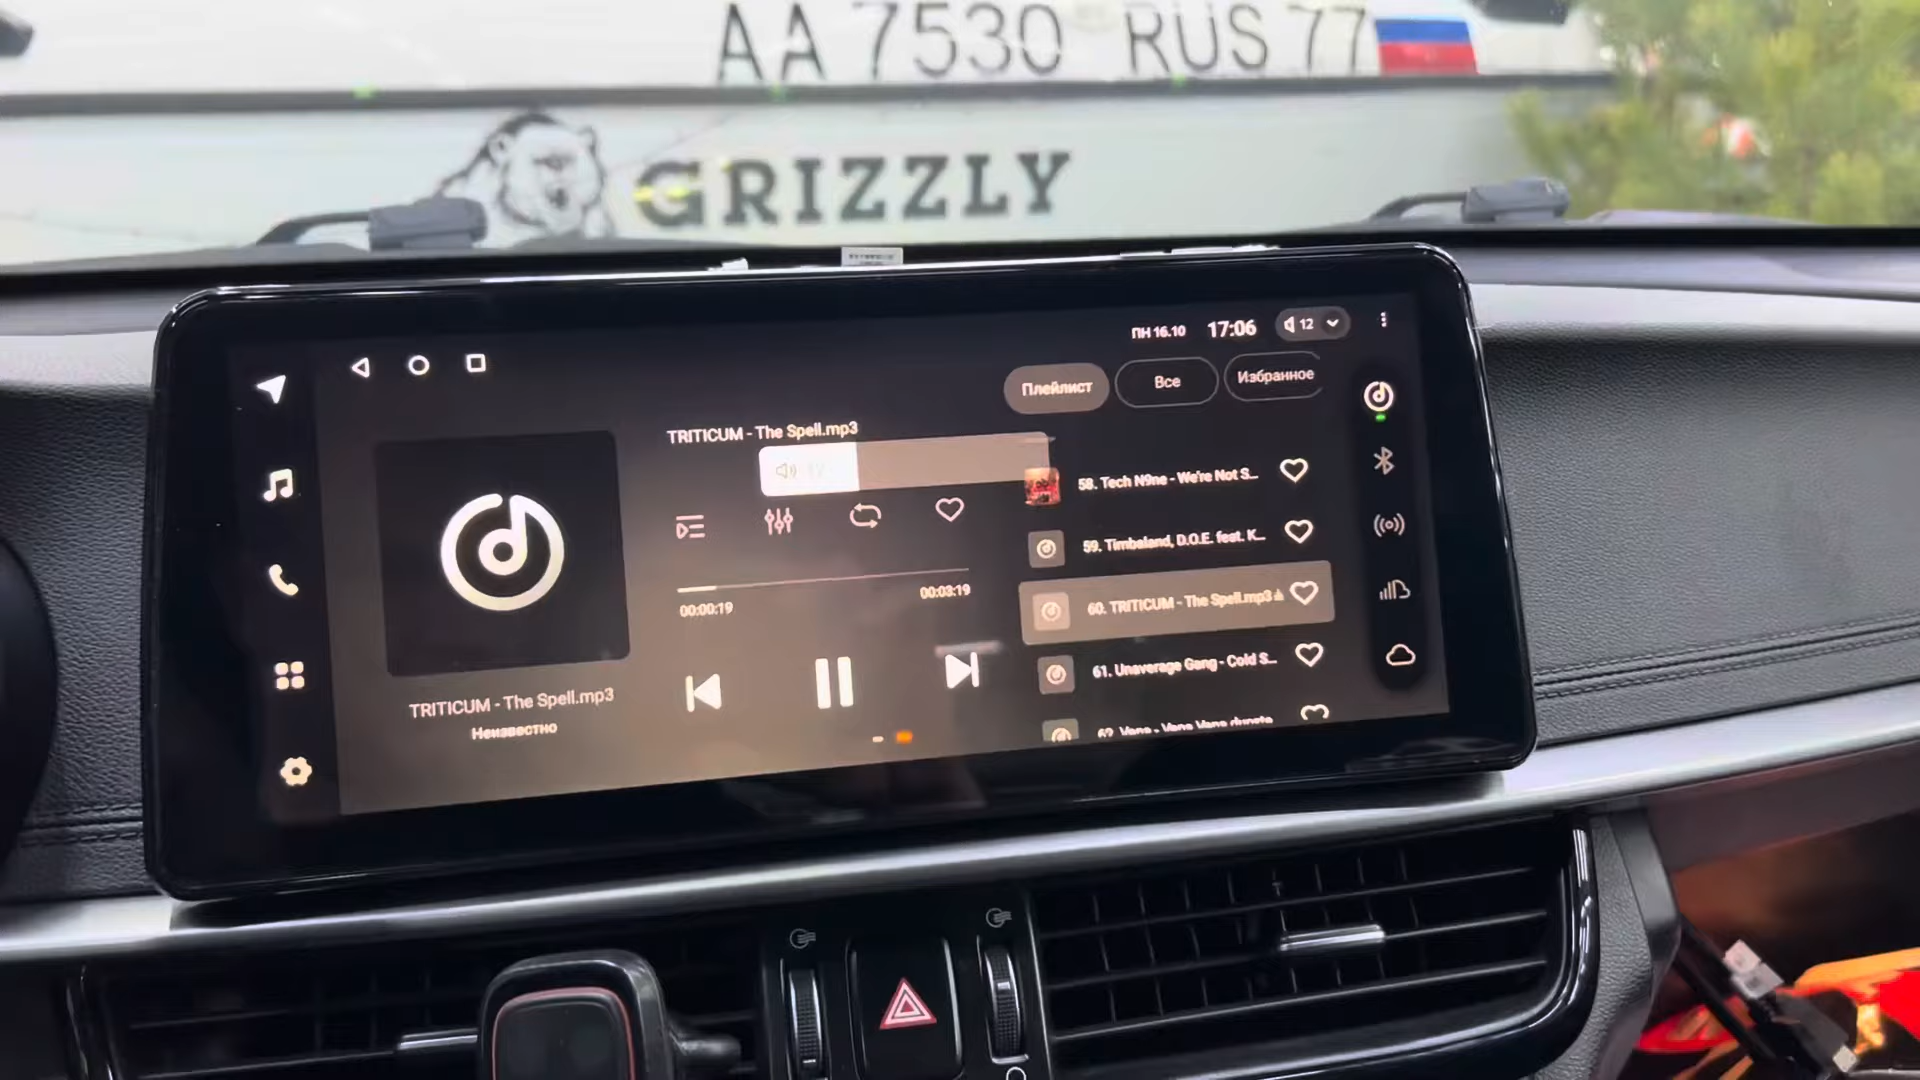 AA 7530 RUS 77
GRIZZLY
ПН 16.10 17:06 12
Плейлист Все Избранное
TRITICUM - The Spell.mp3
12
58. Tech N9ne - We're Not S...
59. Timbaland, D.O.E. feat. K...
00:00:19 00:03:19
60. TRITICUM - The Spell.mp3
61. Unaverage Gang - Cold S...
TRITICUM - The Spell.mp3
Неизвестно